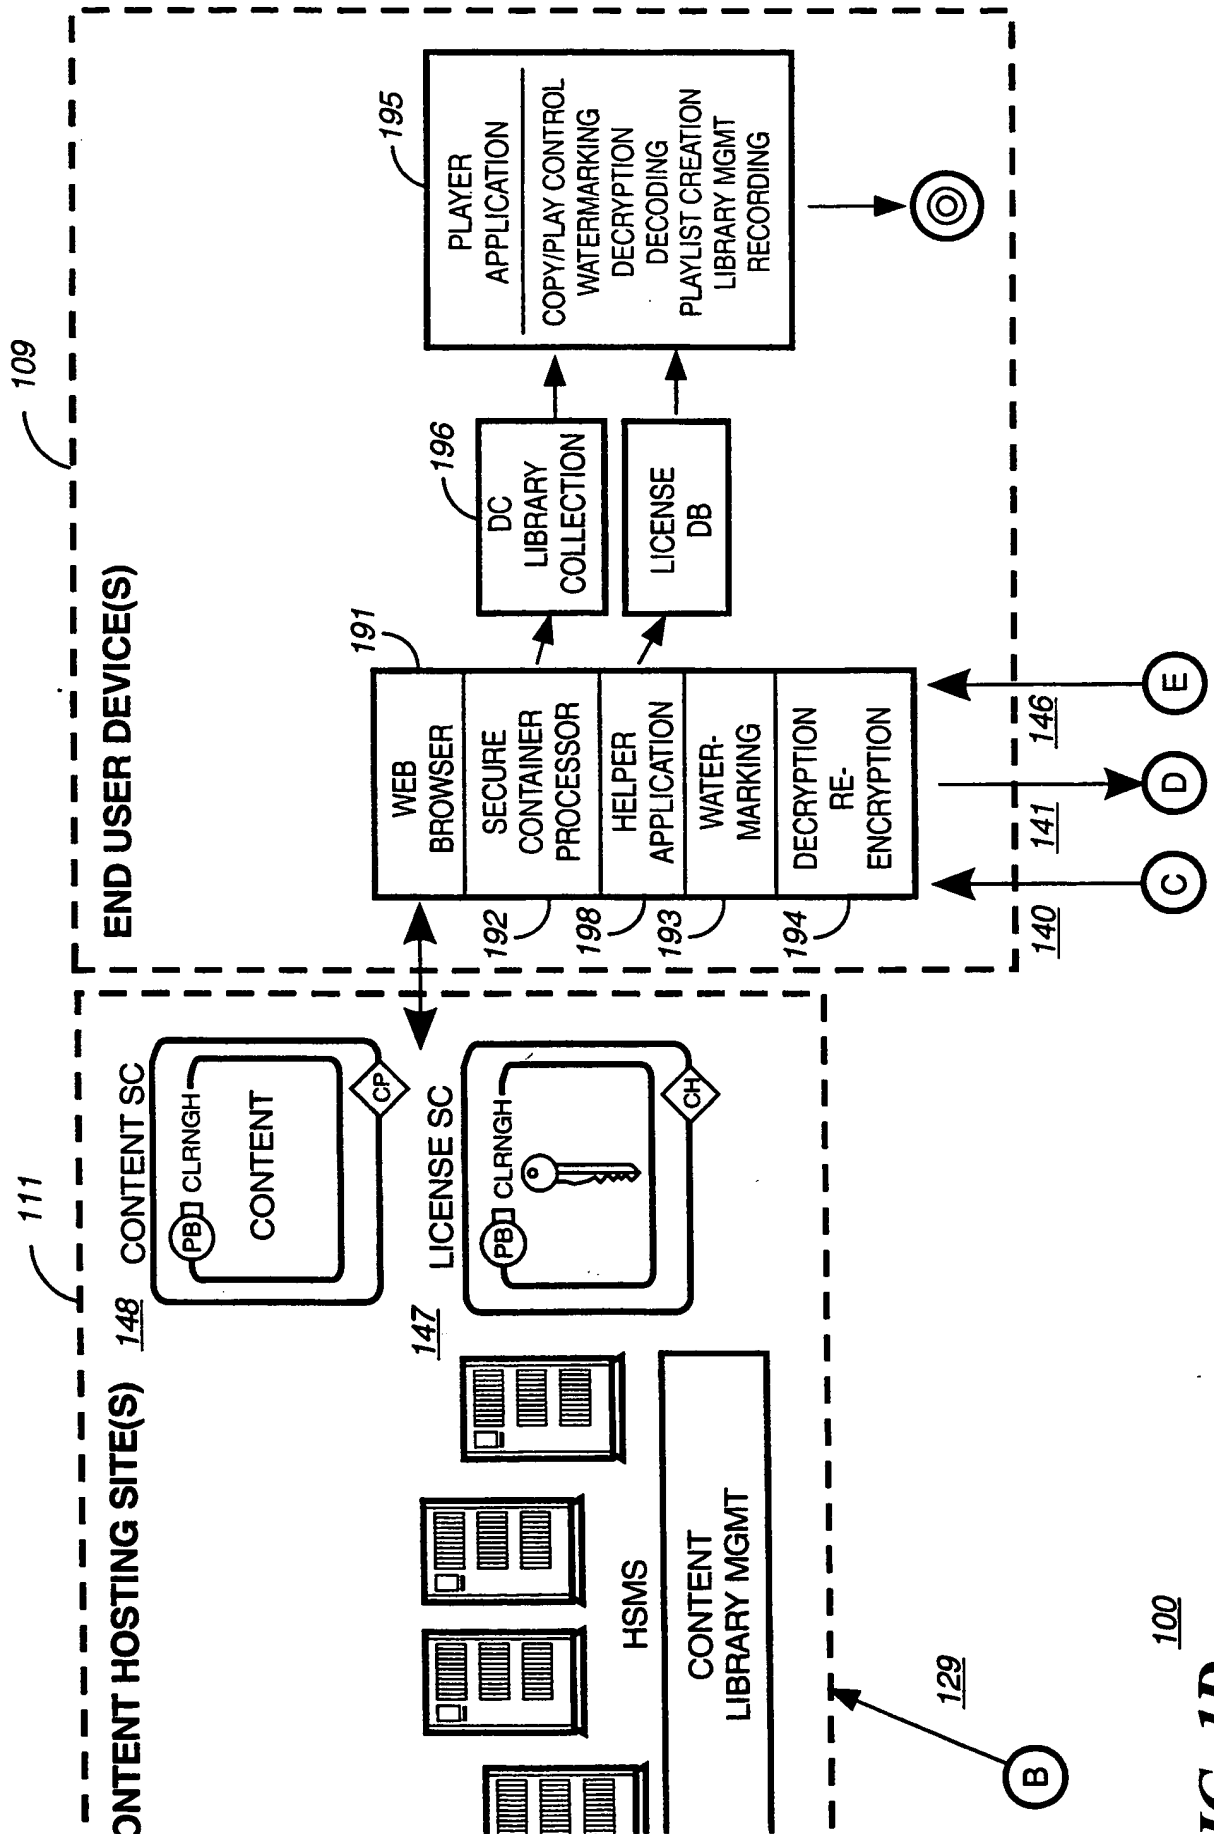 109
END USER DEVICE(S)
191
WEB
BROWSER
SECURE
CONTAINER
PROCESSOR
HELPER
APPLICATION
WATER-
MARKING
DECRYPTION
RE-
ENCRYPTION
192
198
193
194
196
DC
LIBRARY
COLLECTION
LICENSE
DB
195
PLAYER
APPLICATION
COPY/PLAY CONTROL
WATERMARKING
DECRYPTION
DECODING
PLAYLIST CREATION
LIBRARY MGMT
RECORDING
140
141
146
C
D
E
111
ONTENT HOSTING SITE(S)
148
CONTENT SC
PB CLRNGH
CONTENT
CP
147
LICENSE SC
PB CLRNGH
CH
HSMS
CONTENT
LIBRARY MGMT
129
B
100